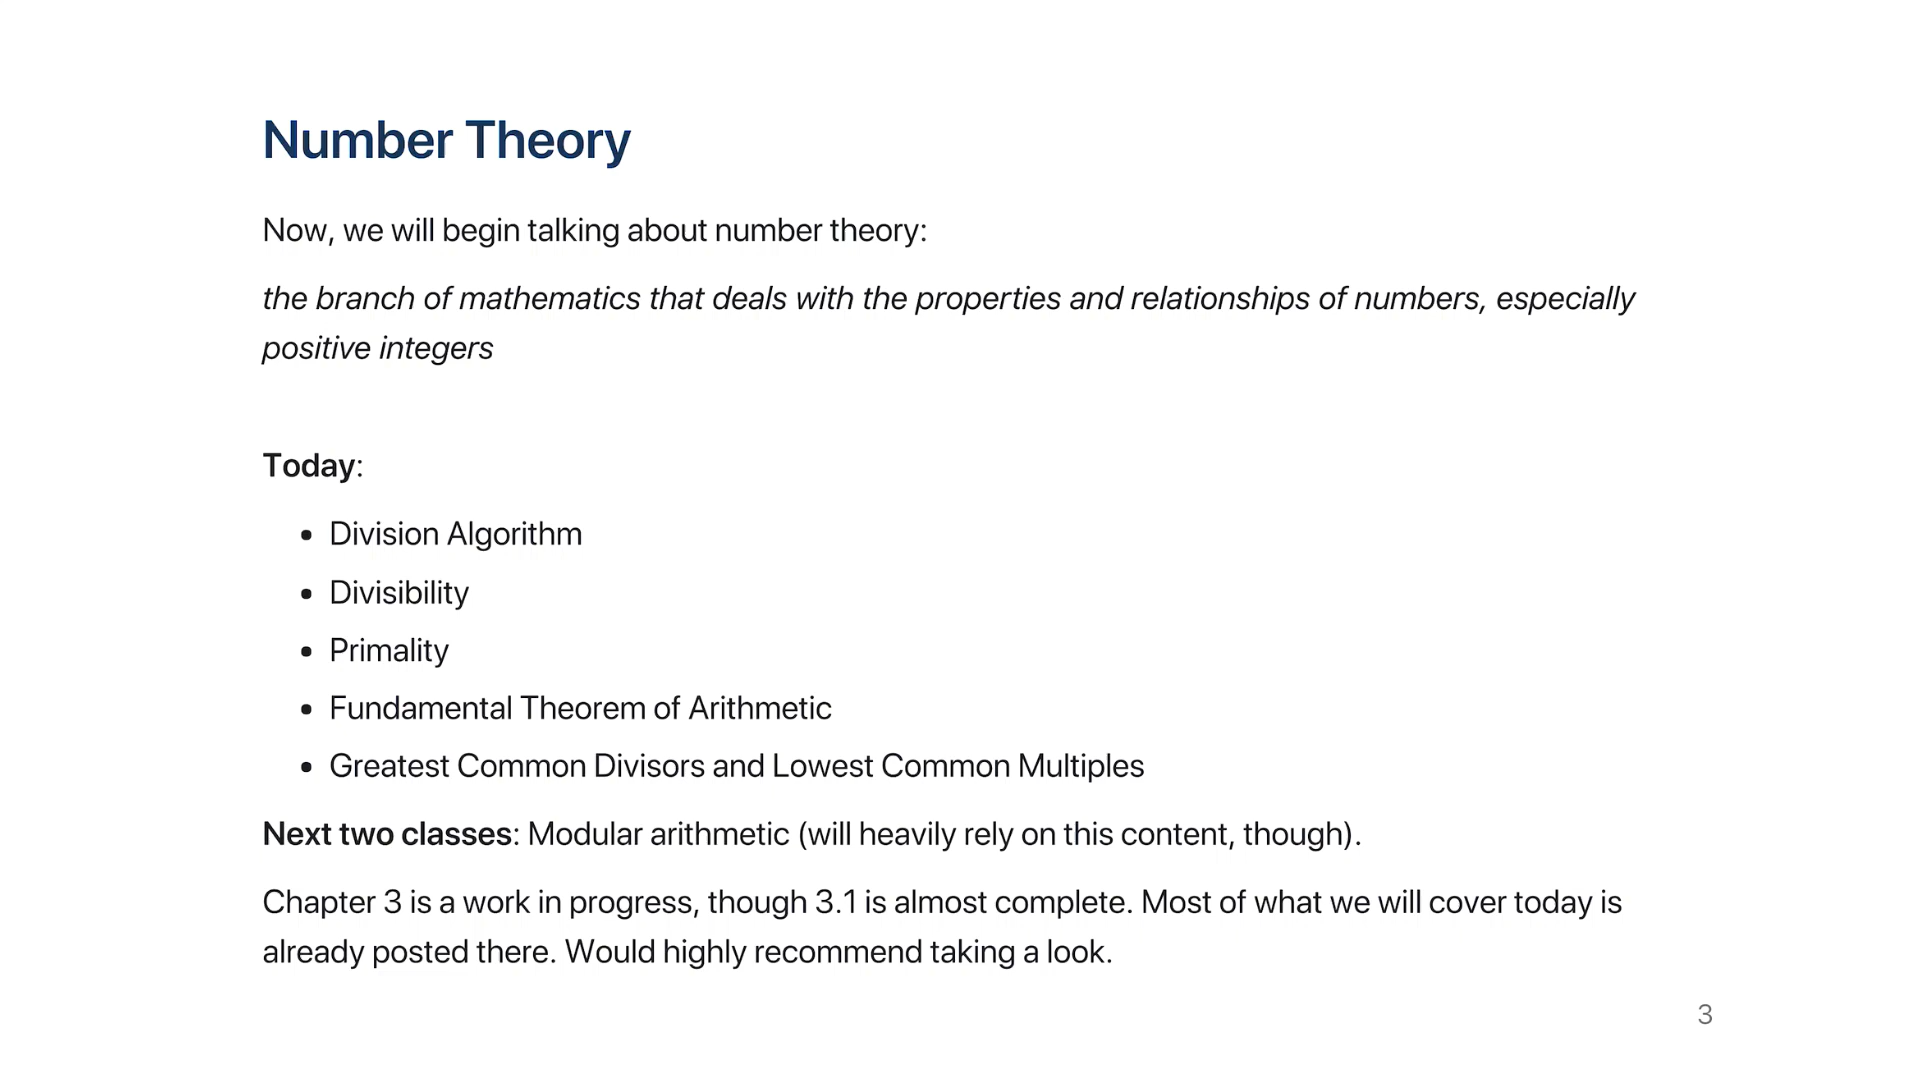 Number Theory
Now, we will begin talking about number theory:
the branch of mathematics that deals with the properties and relationships of numbers, especially
positive integers
Today:
• Division Algorithm
• Divisibility
• Primality
• Fundamental Theorem of Arithmetic
• Greatest Common Divisors and Lowest Common Multiples
Next two classes: Modular arithmetic (will heavily rely on this content, though).
Chapter 3 is a work in progress, though 3.1 is almost complete. Most of what we will cover today is
already posted there. Would highly recommend taking a look.
3